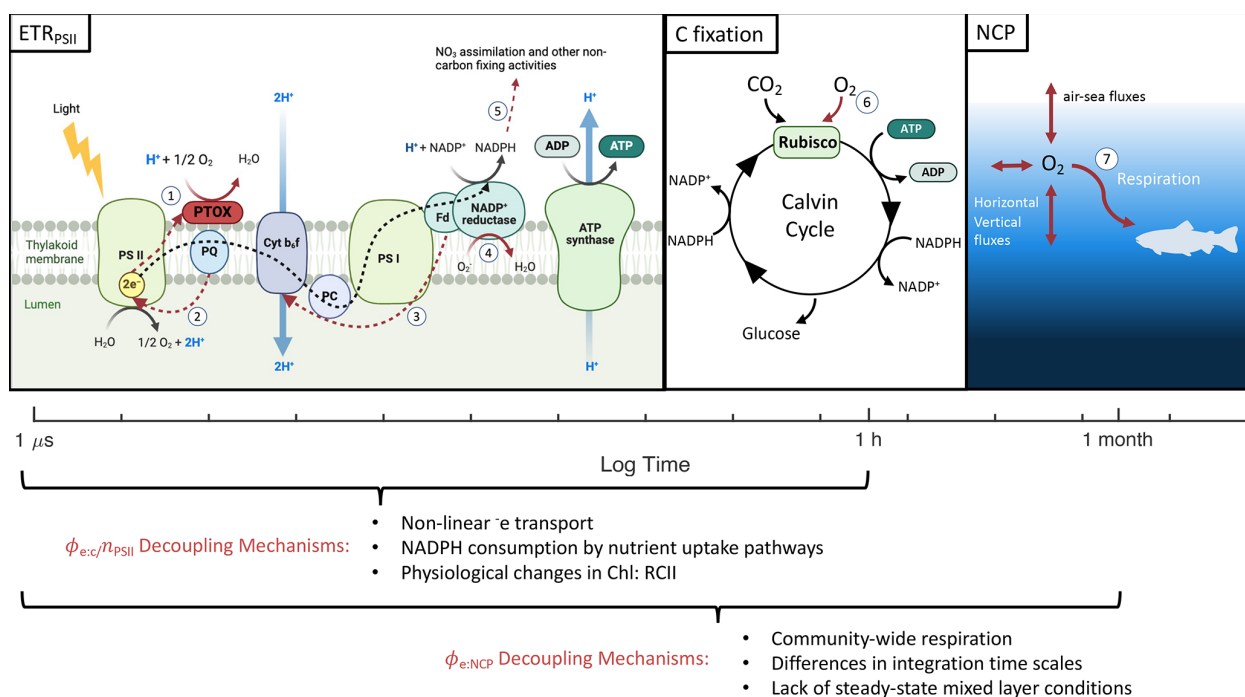 ETR_PSII
NO₃ assimilation and other non-
carbon fixing activities
Light
2H⁺
5
H⁺
H⁺ + 1/2 O₂
H₂O
H⁺ + NADP⁺
NADPH
ADP
ATP
1
PTOX
Fd
NADP⁺
reductase
Thylakoid
membrane
PS II
PQ
Cyt b₆f
PS I
ATP
synthase
4
O₂⁻
H₂O
2e⁻
PC
Lumen
2
3
H₂O
1/2 O₂ + 2H⁺
2H⁺
H⁺
C fixation
CO₂
O₂
6
Rubisco
ATP
ADP
NADP⁺
Calvin
Cycle
NADPH
NADPH
NADP⁺
Glucose
NCP
air-sea fluxes
O₂
7
Respiration
Horizontal
Vertical
fluxes
1 μs
1 h
1 month
Log Time
ϕ_e:c/n_PSII Decoupling Mechanisms:
• Non-linear ⁻e transport
• NADPH consumption by nutrient uptake pathways
• Physiological changes in Chl: RCII
ϕ_e:NCP Decoupling Mechanisms:
• Community-wide respiration
• Differences in integration time scales
• Lack of steady-state mixed layer conditions